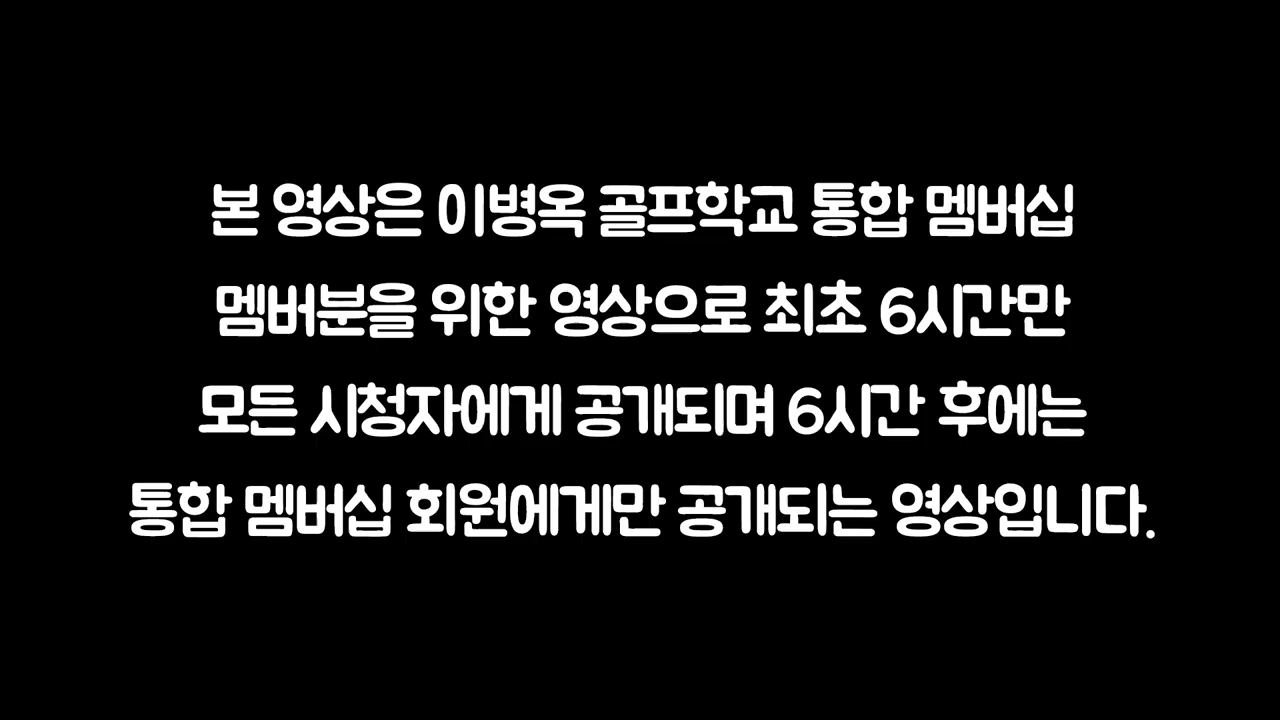 본 영상은 이병옥 골프학교 통합 멤버십
멤버분을 위한 영상으로 최초 6시간만
모든 시청자에게 공개되며 6시간 후에는
통합 멤버십 회원에게만 공개되는 영상입니다.